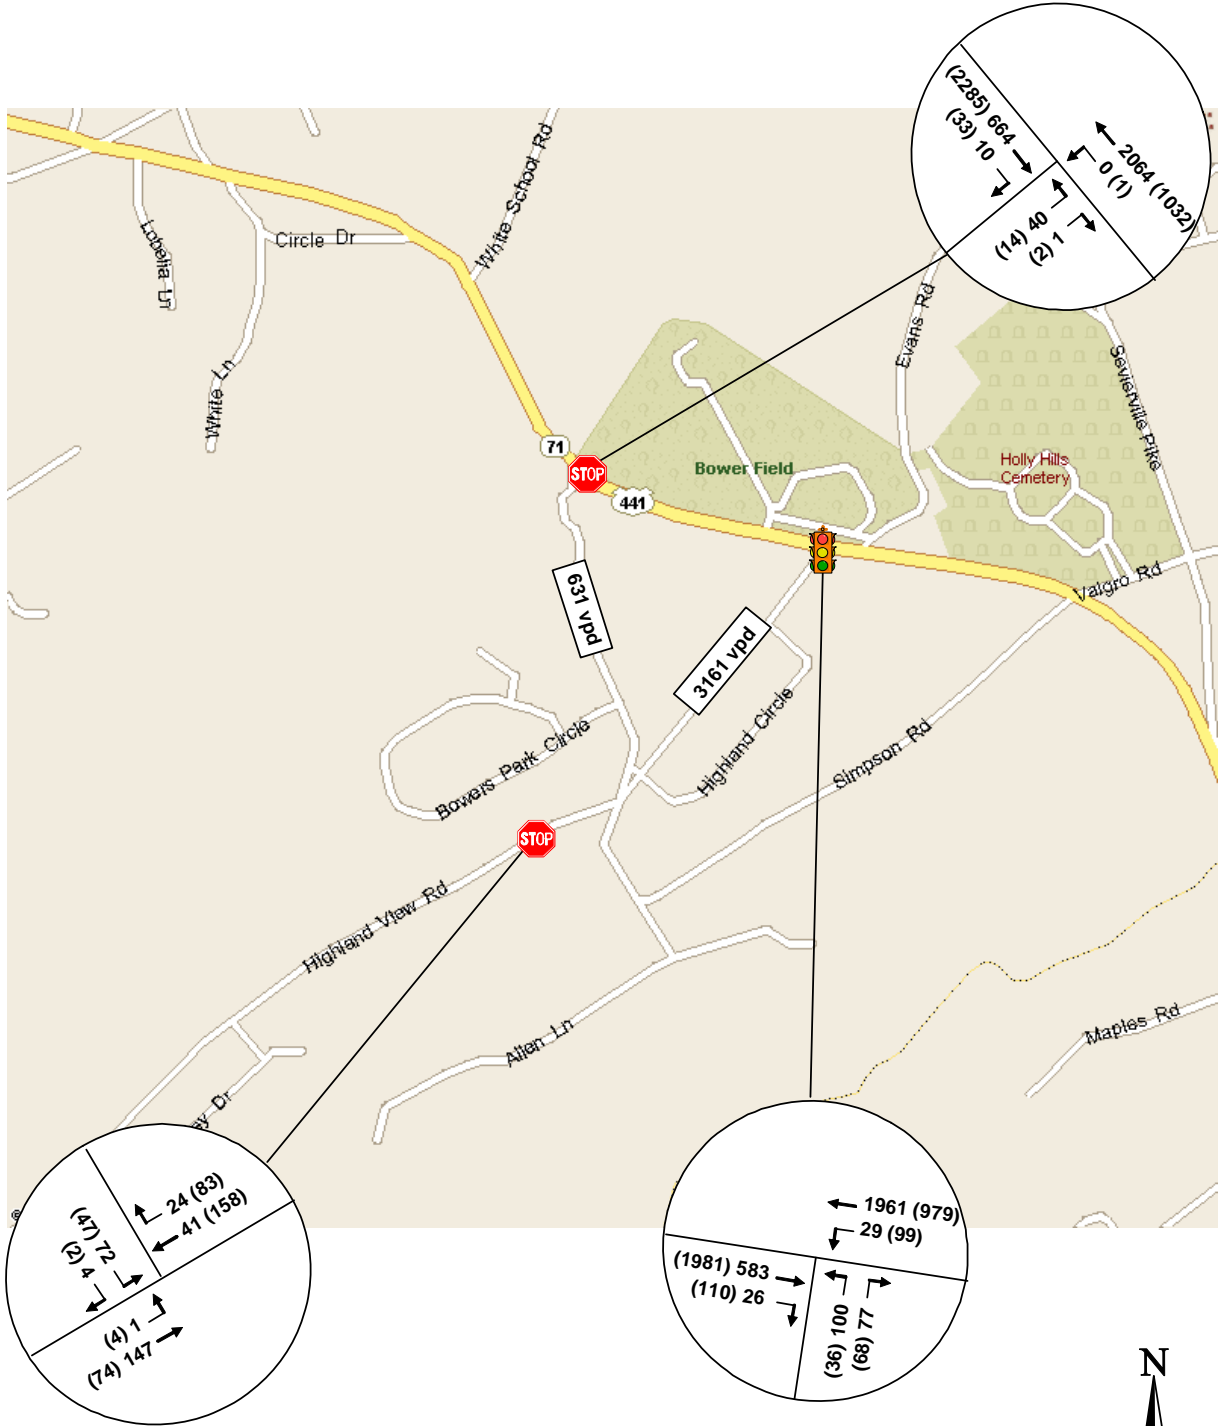 (2285) 664
(33) 10
2064 (1032)
0 (1)
(14) 40
(2) 1
White School Rd
Lobelia Ln
Circle Dr
White Ln
Evans Rd
Sevierville Pike
71
STOP
441
Bower Field
Holly Hills
Cemetery
Valgro Rd
631 vpd
3161 vpd
Highland Circle
Bowers Park Circle
Simpson Rd
STOP
Highland View Rd
Allen Ln
Maples Rd
ey Dr
©
24 (83)
41 (158)
(47) 72
(2) 4
(4) 1
(74) 147
1961 (979)
29 (99)
(1981) 583
(110) 26
(36) 100
(68) 77
N